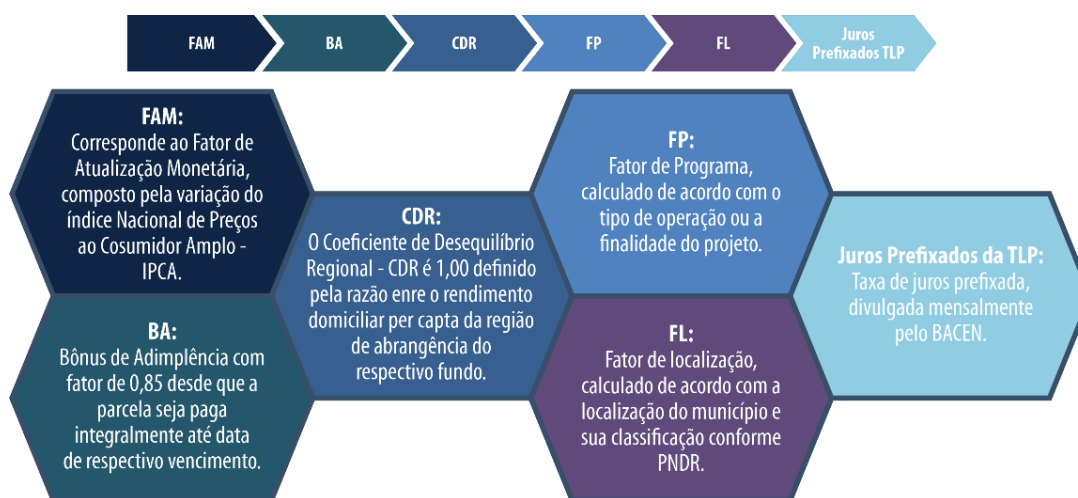 FAM
BA
CDR
FP
FL
Juros
Prefixados TLP
FAM:
Corresponde ao Fator de
Atualização Monetária,
composto pela variação do
índice Nacional de Preços
ao Cosumidor Amplo -
IPCA.
BA:
Bônus de Adimplência com
fator de 0,85 desde que a
parcela seja paga
integralmente até data
de respectivo vencimento.
CDR:
O Coeficiente de Desequilíbrio
Regional - CDR é 1,00 definido
pela razão enre o rendimento
domiciliar per capta da região
de abrangência do
respectivo fundo.
FP:
Fator de Programa,
calculado de acordo com o
tipo de operação ou a
finalidade do projeto.
FL:
Fator de localização,
calculado de acordo com a
localização do município e
sua classificação conforme
PNDR.
Juros Prefixados da TLP:
Taxa de juros prefixada,
divulgada mensalmente
pelo BACEN.